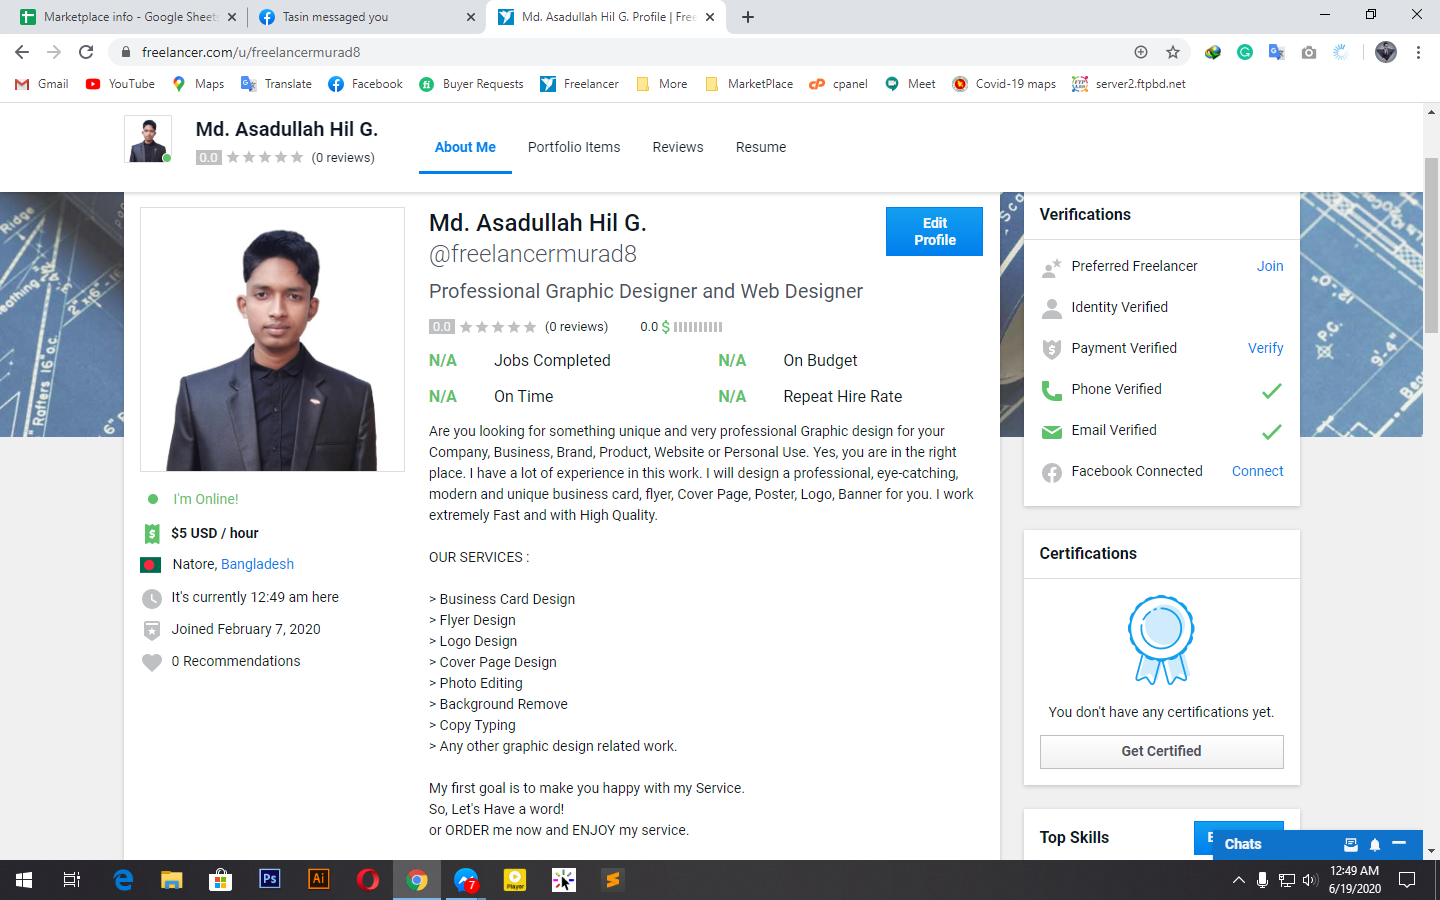 Marketplace info - Google Sheets
Tasin messaged you
Md. Asadullah Hil G. Profile | Free
freelancer.com/u/freelancermurad8
Gmail
YouTube
Maps
Translate
Facebook
Buyer Requests
Freelancer
More
MarketPlace
cpanel
Meet
Covid-19 maps
server2.ftpbd.net
Md. Asadullah Hil G.
0.0 (0 reviews)
About Me
Portfolio Items
Reviews
Resume
Md. Asadullah Hil G.
@freelancermurad8
Edit
Profile
Professional Graphic Designer and Web Designer
0.0 (0 reviews) 0.0 $
N/A Jobs Completed N/A On Budget
N/A On Time N/A Repeat Hire Rate
Are you looking for something unique and very professional Graphic design for your
Company, Business, Brand, Product, Website or Personal Use. Yes, you are in the right
place. I have a lot of experience in this work. I will design a professional, eye-catching,
modern and unique business card, flyer, Cover Page, Poster, Logo, Banner for you. I work
extremely Fast and with High Quality.
OUR SERVICES :
> Business Card Design
> Flyer Design
> Logo Design
> Cover Page Design
> Photo Editing
> Background Remove
> Copy Typing
> Any other graphic design related work.
My first goal is to make you happy with my Service.
So, Let's Have a word!
or ORDER me now and ENJOY my service.
I'm Online!
$5 USD / hour
Natore, Bangladesh
It's currently 12:49 am here
Joined February 7, 2020
0 Recommendations
Verifications
Preferred Freelancer Join
Identity Verified
Payment Verified Verify
Phone Verified
Email Verified
Facebook Connected Connect
Certifications
You don't have any certifications yet.
Get Certified
Top Skills
Chats
Ps
Ai
7
Player
12:49 AM
6/19/2020